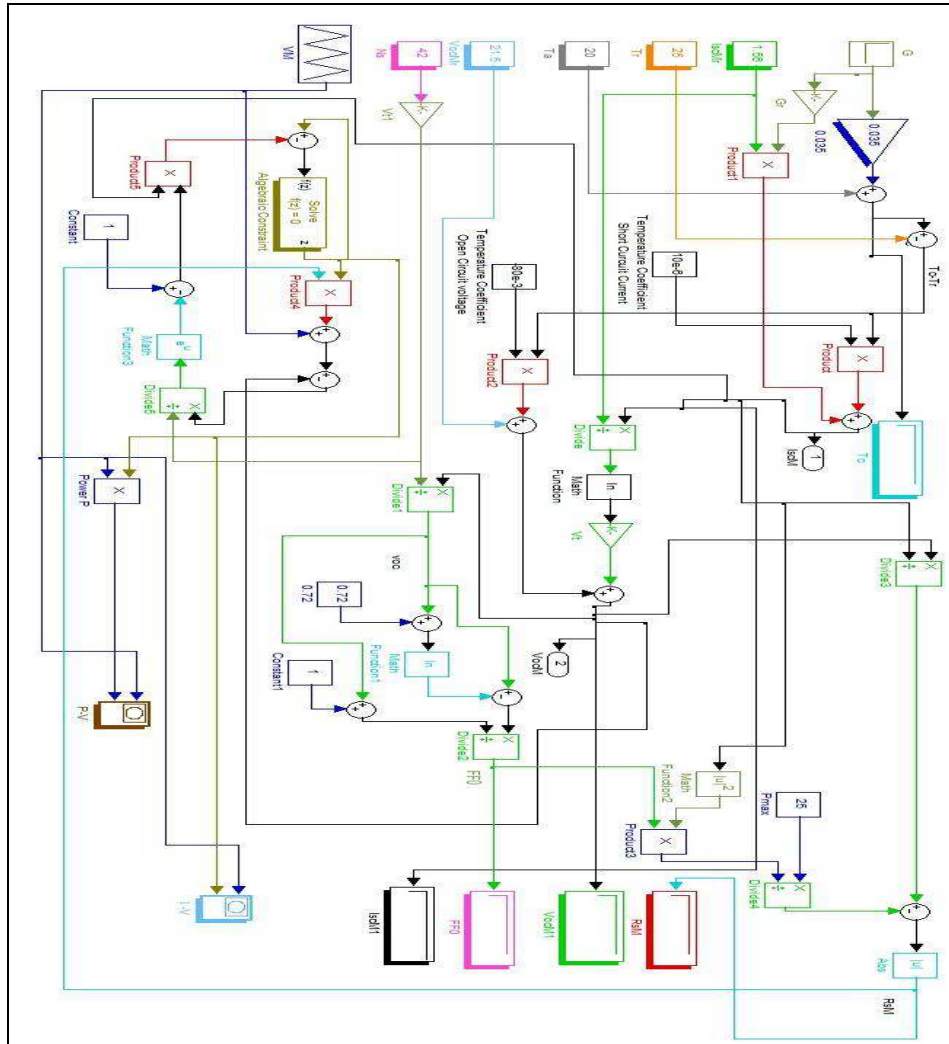 G
0.035
0.035
-K-
Gr
+
+
+
-
To-Tr
1.68
IscMr
X
Product1
25
Tr
20
Ta
10e-6
Temperature Coefficient
Short Curcuit Current
X
Product
+
+
1
IscM
Tc
X
÷
Divide3
+
-
|u|
Abs
RsM
21.5
VocMr
-80e-3
Temperature Coefficient
Open Circuit voltage
X
Product2
+
+
X
÷
Divide
ln
Math
Function
-K-
Vt
+
+
2
VocM
|u|²
Math
Function2
X
Product3
25
Pmax
X
÷
Divide4
RsM
VocM1
FF0
IscM1
42
Ns
-K-
Vt1
X
÷
Divide1
voc
0.72
0.72
+
+
ln
Math
Function1
+
-
1
Constant1
+
+
X
÷
Divide2
FF0
VM
X
Product5
+
-
f(z)
Solve
f(z) = 0
z
Algebraic Constraint
1
Constant
X
Product4
+
+
+
-
X
÷
Divide5
eᵘ
Math
Function3
+
-
X
Power P
P-V
I-V